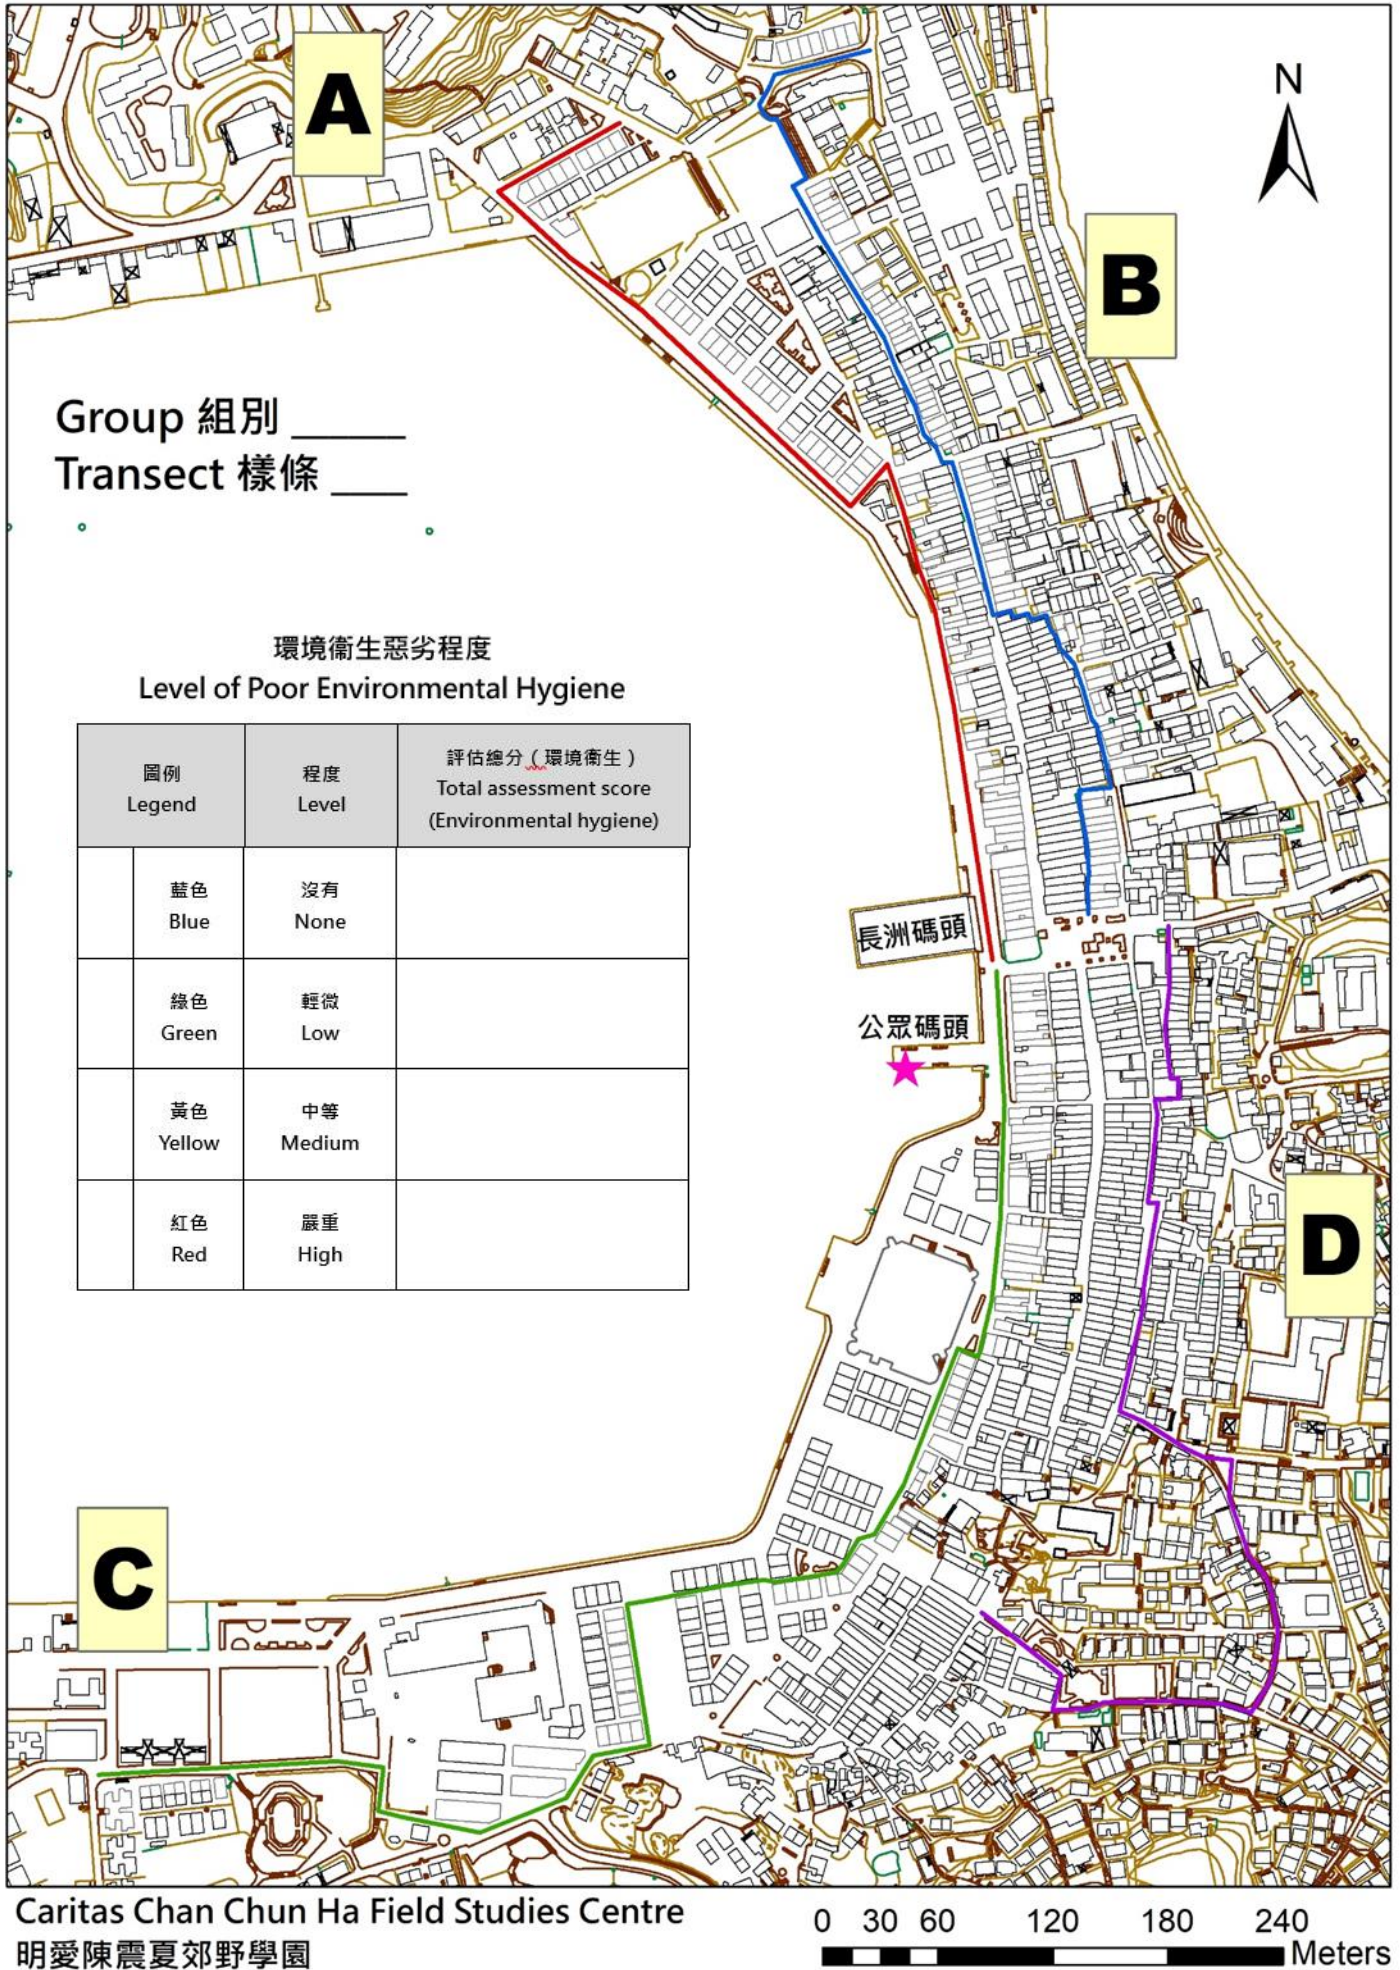 A
N
B
Group 組別 _____
Transect 樣條 ____
環境衞生惡劣程度
Level of Poor Environmental Hygiene
圖例
Legend
程度
Level
評估總分（環境衞生）
Total assessment score
(Environmental hygiene)
藍色
Blue
沒有
None
綠色
Green
輕微
Low
黃色
Yellow
中等
Medium
紅色
Red
嚴重
High
長洲碼頭
公眾碼頭
D
C
Caritas Chan Chun Ha Field Studies Centre
明愛陳震夏郊野學園
0 30 60 120 180 240
Meters